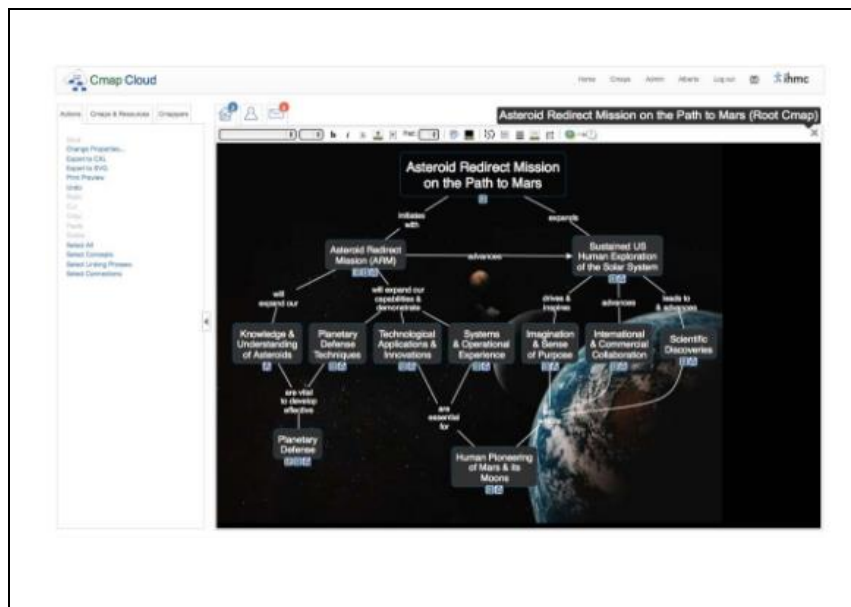 Cmap Cloud
Home Cmaps Admin Alberto Log out
ihmc
Actions Cmaps & Resources Cmappers
Asteroid Redirect Mission on the Path to Mars (Root Cmap)
Change Properties...
Export to CXL
Export to SVG
Print Preview
Undo
Select All
Select Concepts
Select Linking Phrases
Select Connections
Asteroid Redirect Mission
on the Path to Mars
initiates
with
expands
Asteroid Redirect
Mission (ARM)
advances
Sustained US
Human Exploration
of the Solar System
will
expand our
will expand our
capabilities &
demonstrate
drives &
inspires
advances
leads to
& advances
Knowledge &
Understanding
of Asteroids
Planetary
Defense
Techniques
Technological
Applications &
Innovations
Systems
& Operational
Experience
Imagination
& Sense
of Purpose
International
& Commercial
Collaboration
Scientific
Discoveries
are vital
to develop
effective
are
essential
for
Planetary
Defense
Human Pioneering
of Mars & its
Moons